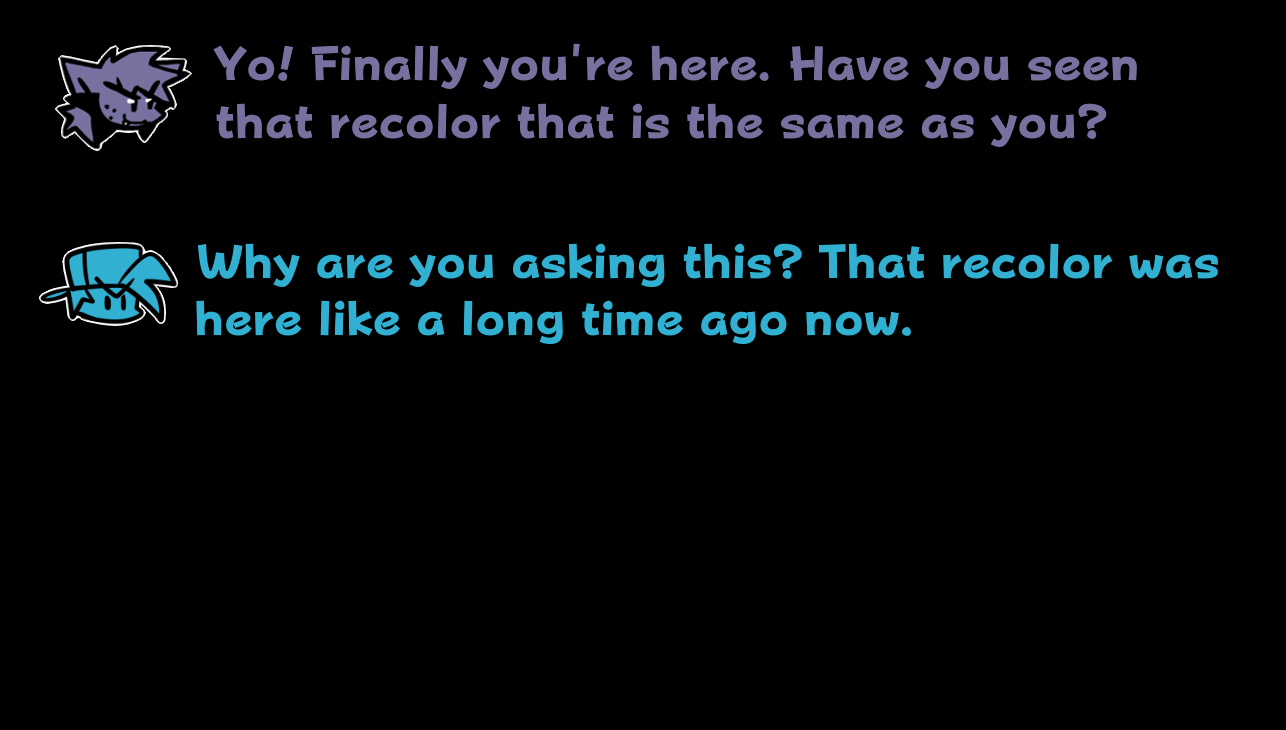 Yo! Finally you're here. Have you seen
that recolor that is the same as you?
Why are you asking this? That recolor was
here like a long time ago now.